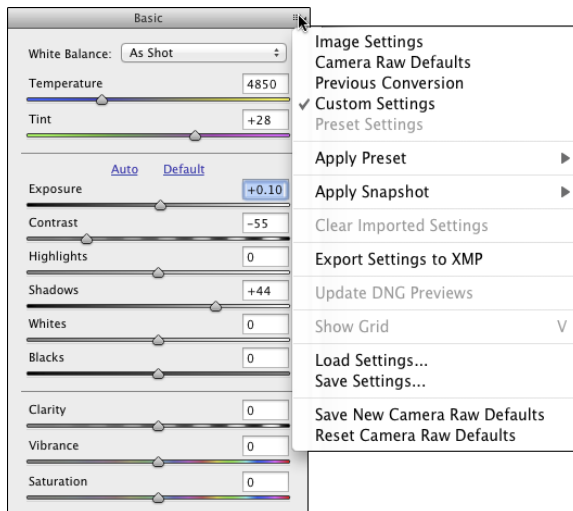 Basic
White Balance: As Shot
Temperature 4850
Tint +28
Auto Default
Exposure +0.10
Contrast -55
Highlights 0
Shadows +44
Whites 0
Blacks 0
Clarity 0
Vibrance 0
Saturation 0
Image Settings
Camera Raw Defaults
Previous Conversion
✓ Custom Settings
Preset Settings
Apply Preset
Apply Snapshot
Clear Imported Settings
Export Settings to XMP
Update DNG Previews
Show Grid V
Load Settings...
Save Settings...
Save New Camera Raw Defaults
Reset Camera Raw Defaults